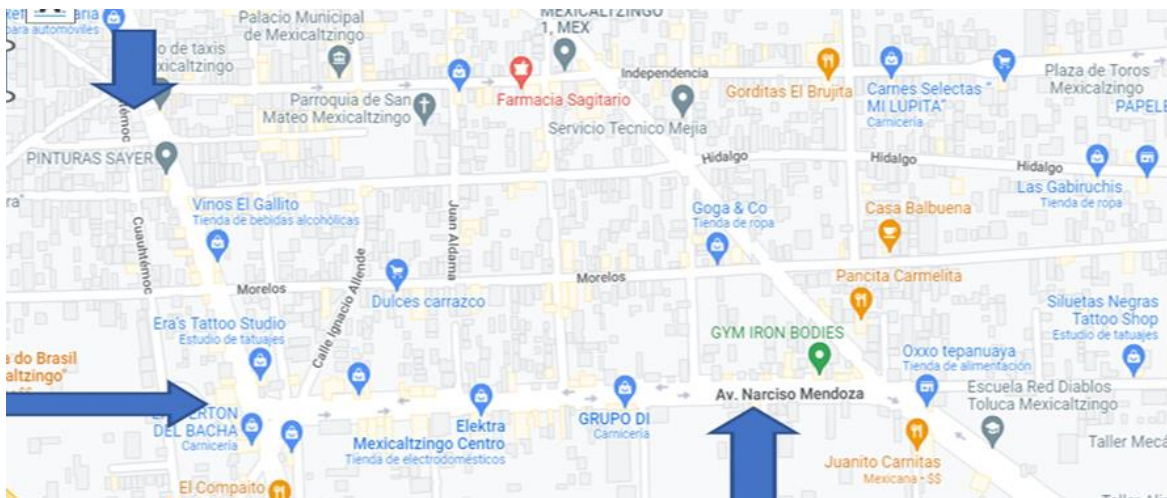 para automóviles
Palacio Municipal
de Mexicaltzingo
MEXICALTZINGO
1, MEX
o de taxis
xicaltzingo
Independencia
Gorditas El Brujita
Carnes Selectas "
MI LUPITA"
Carnicería
Plaza de Toros
Mexicaltzingo
PAPELE
Parroquia de San
Mateo Mexicaltzingo
Farmacia Sagitario
Servicio Tecnico Mejia
PINTURAS SAYER
Hidalgo
Hidalgo
Hidalgo
Las Gabiruchis
Tienda de ropa
Vinos El Gallito
Tienda de bebidas alcohólicas
Juan Aldama
Goga & Co
Tienda de ropa
Casa Balbuena
Cuauhtémoc
Calle Ignacio Allende
Morelos
Morelos
Dulces carrazco
Pancita Carmelita
Siluetas Negras
Tattoo Shop
Estudio de tatuajes
Era's Tattoo Studio
Estudio de tatuajes
GYM IRON BODIES
a do Brasil
altzingo"
Oxxo tepanuaya
Tienda de alimentación
Av. Narciso Mendoza
Escuela Red Diablos
Toluca Mexicaltzingo
DEL BACHA
Carnicería
Elektra
Mexicaltzingo Centro
Tienda de electrodomésticos
GRUPO DI
Carnicería
Juanito Carnitas
Mexicana • $$
Taller Mecá
El Compaito